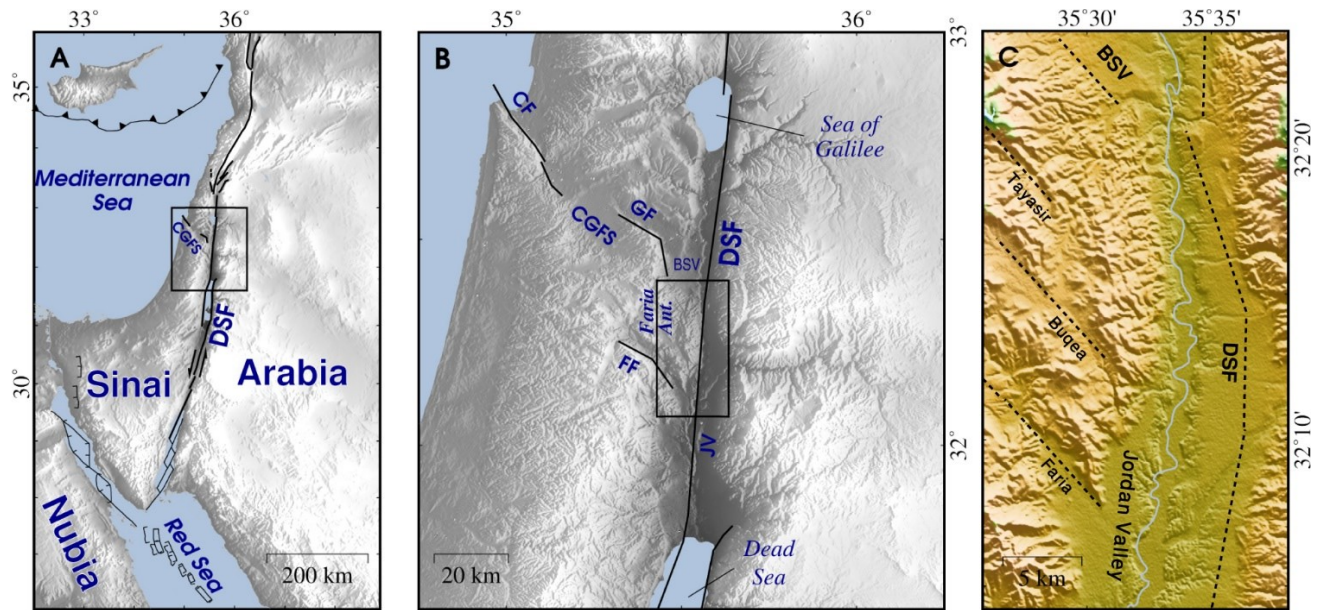 33°
36°
A
35°
30°
Mediterranean
Sea
CGFS
DSF
Sinai
Arabia
Nubia
Red Sea
200 km
35°
36°
B
33°
32°
CF
Sea of
Galilee
GF
CGFS
DSF
BSV
Faria
Ant.
FF
JV
Dead
Sea
20 km
35°30'
35°35'
C
BSV
32°20'
Tayasir
Buqea
DSF
32°10'
Faria
Jordan Valley
5 km